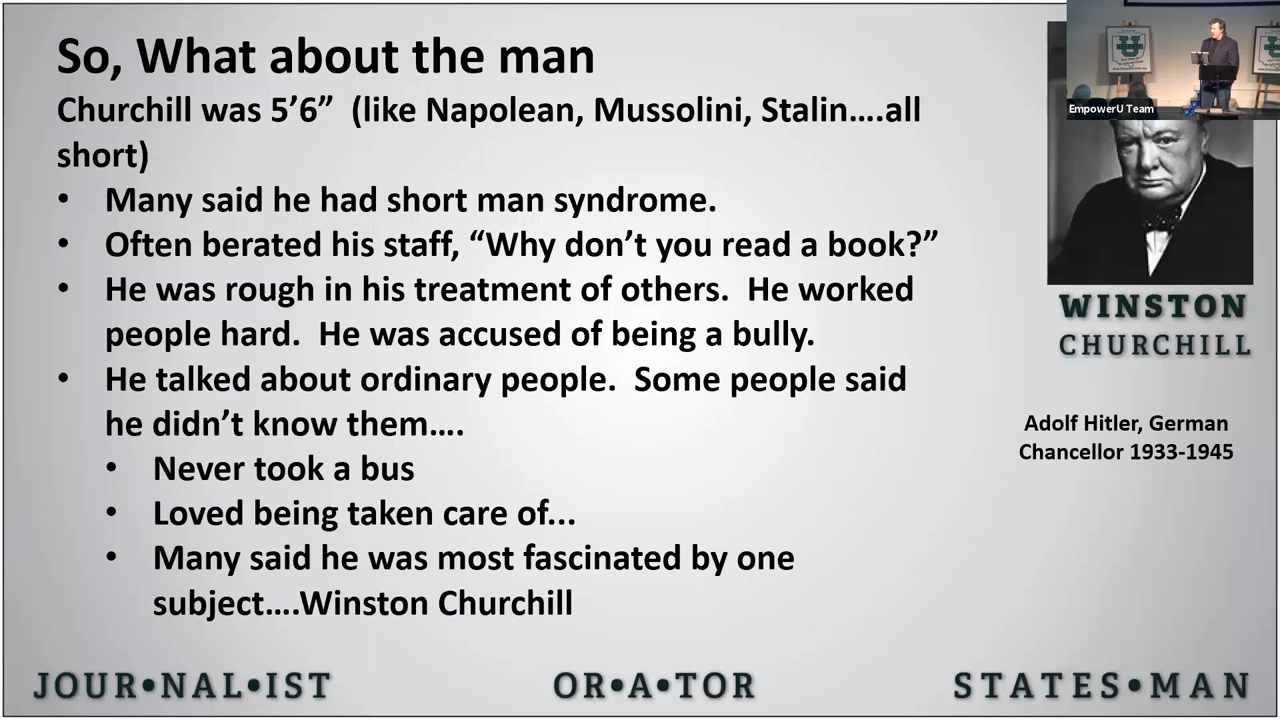 So, What about the man
Churchill was 5’6”  (like Napolean, Mussolini, Stalin….all
short)
• Many said he had short man syndrome.
• Often berated his staff, “Why don’t you read a book?”
• He was rough in his treatment of others.  He worked
people hard.  He was accused of being a bully.
• He talked about ordinary people.  Some people said
he didn’t know them….
• Never took a bus
• Loved being taken care of...
• Many said he was most fascinated by one
subject….Winston Churchill
EmpowerU Team
WINSTON
CHURCHILL
Adolf Hitler, German
Chancellor 1933-1945
JOUR•NAL•IST
OR•A•TOR
STATES•MAN